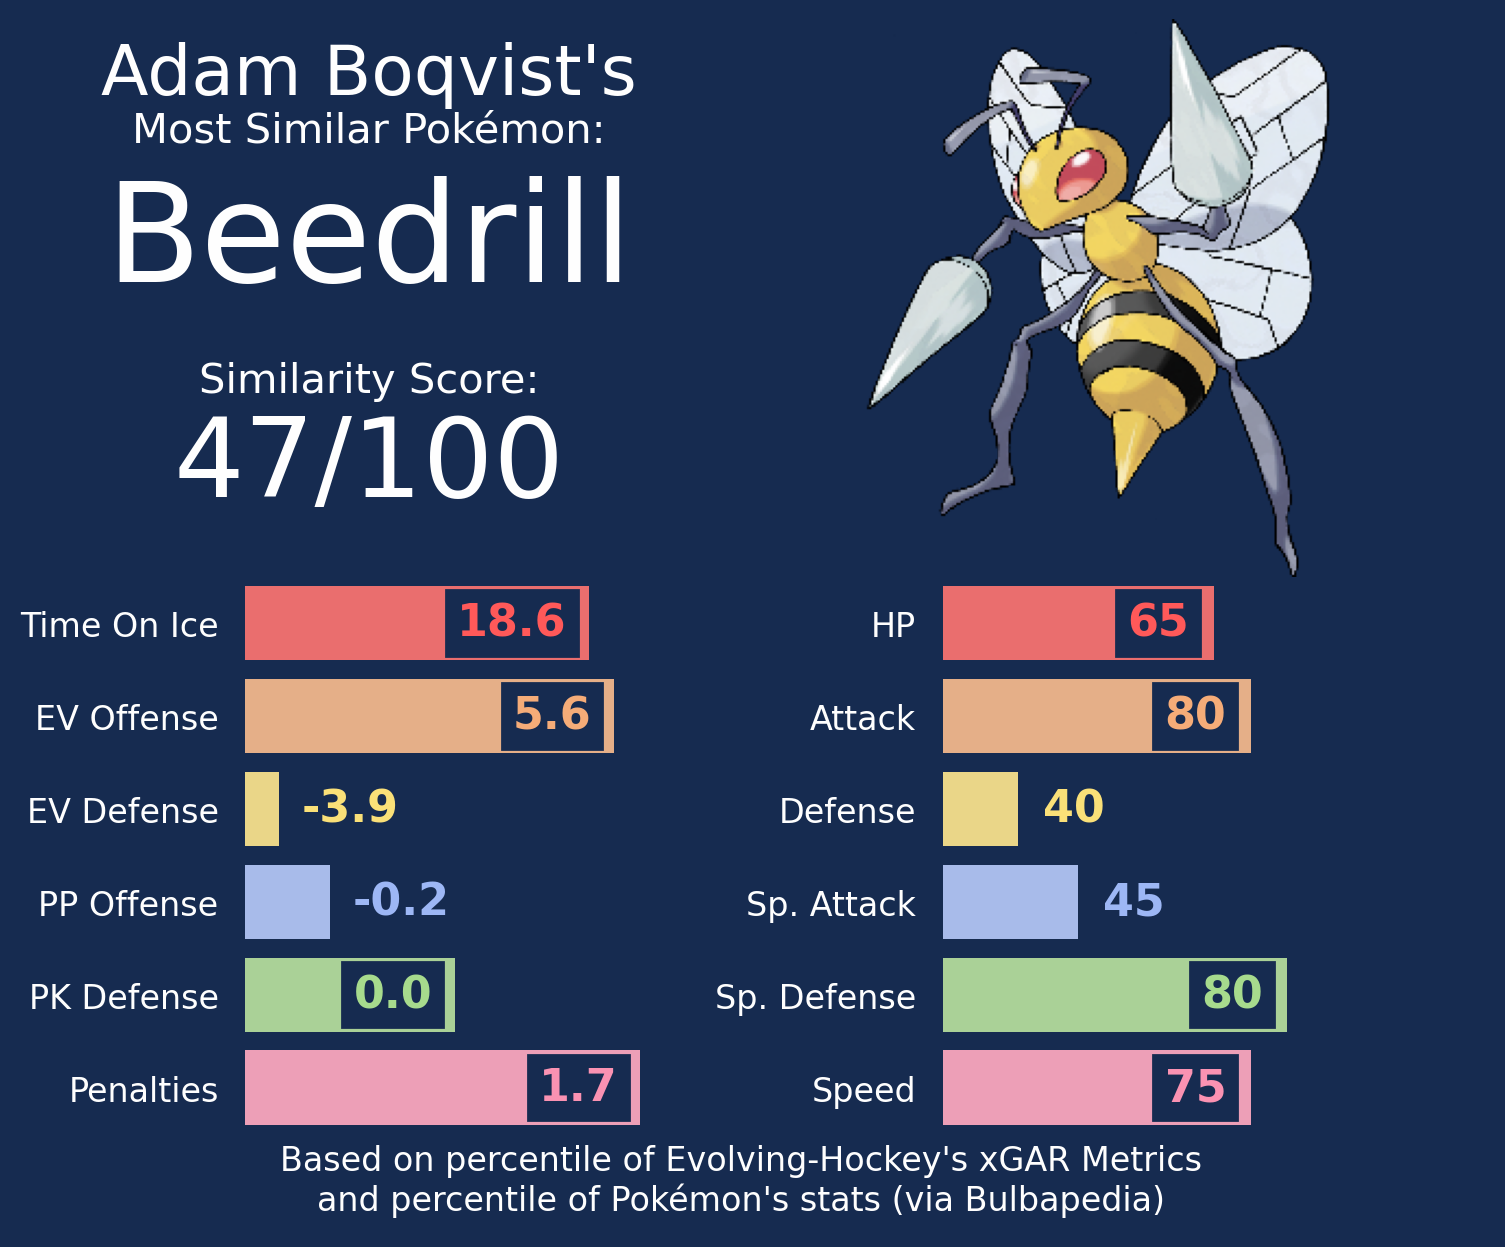 Adam Boqvist's
Most Similar Pokémon:
Beedrill
Similarity Score:
47/100
Time On Ice 18.6
EV Offense 5.6
EV Defense -3.9
PP Offense -0.2
PK Defense 0.0
Penalties 1.7
HP 65
Attack 80
Defense 40
Sp. Attack 45
Sp. Defense 80
Speed 75
Based on percentile of Evolving-Hockey's xGAR Metrics
and percentile of Pokémon's stats (via Bulbapedia)